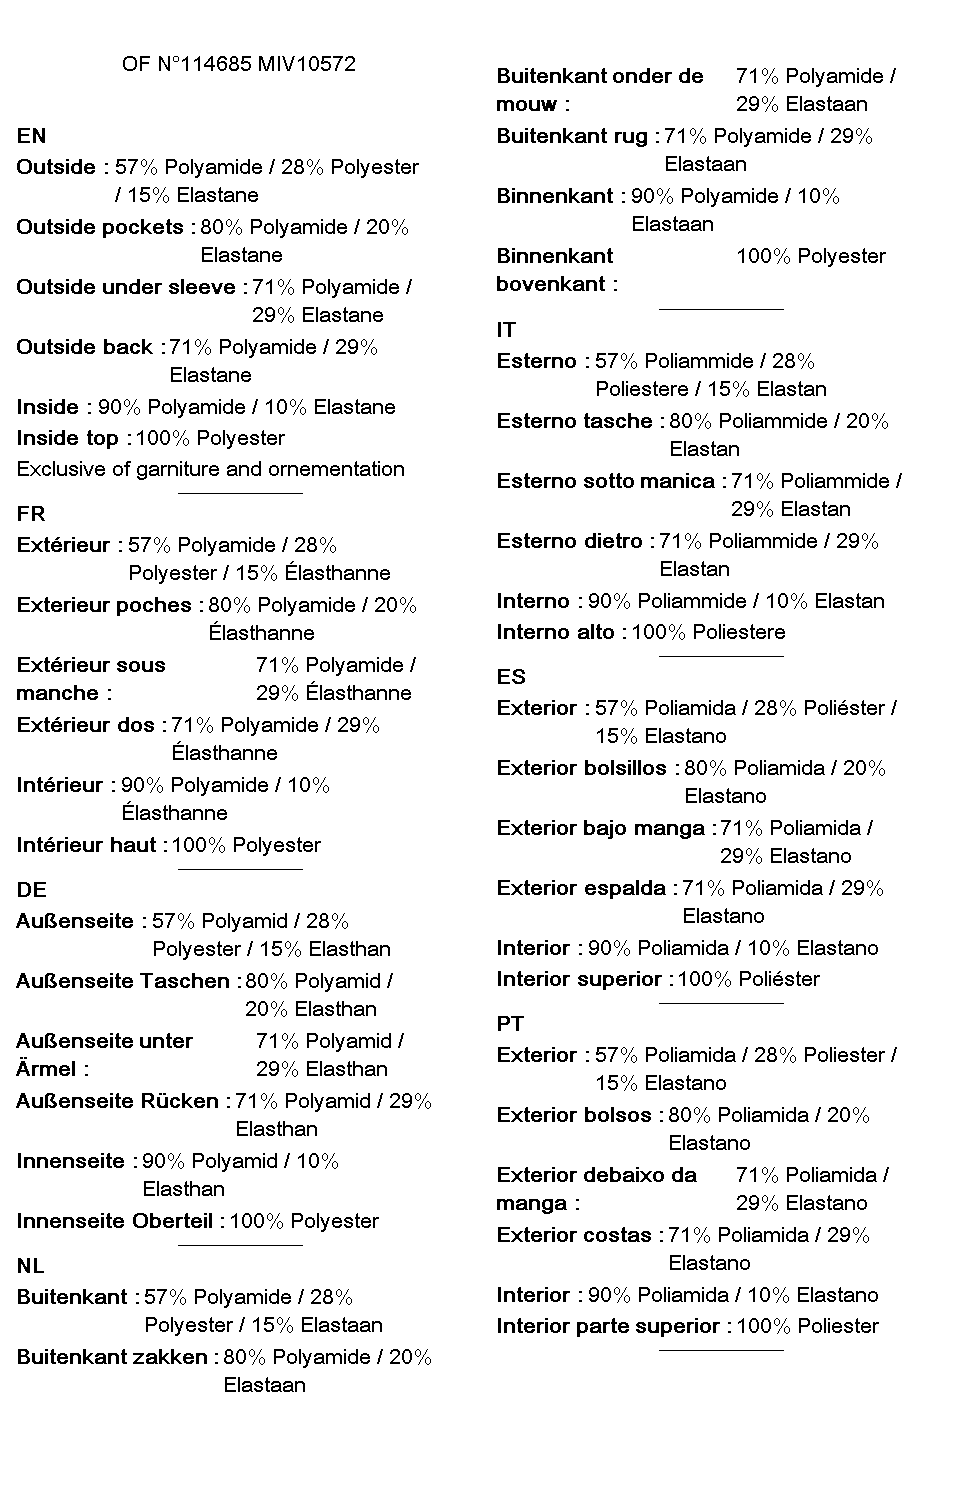 OF N°114685 MIV10572
EN
Outside : 57% Polyamide / 28% Polyester
/ 15% Elastane
Outside pockets : 80% Polyamide / 20%
Elastane
Outside under sleeve : 71% Polyamide /
29% Elastane
Outside back : 71% Polyamide / 29%
Elastane
Inside : 90% Polyamide / 10% Elastane
Inside top : 100% Polyester
Exclusive of garniture and ornementation
FR
Extérieur : 57% Polyamide / 28%
Polyester / 15% Élasthanne
Exterieur poches : 80% Polyamide / 20%
Élasthanne
Extérieur sous 71% Polyamide /
manche : 29% Élasthanne
Extérieur dos : 71% Polyamide / 29%
Élasthanne
Intérieur : 90% Polyamide / 10%
Élasthanne
Intérieur haut : 100% Polyester
DE
Außenseite : 57% Polyamid / 28%
Polyester / 15% Elasthan
Außenseite Taschen : 80% Polyamid /
20% Elasthan
Außenseite unter 71% Polyamid /
Ärmel : 29% Elasthan
Außenseite Rücken : 71% Polyamid / 29%
Elasthan
Innenseite : 90% Polyamid / 10%
Elasthan
Innenseite Oberteil : 100% Polyester
NL
Buitenkant : 57% Polyamide / 28%
Polyester / 15% Elastaan
Buitenkant zakken : 80% Polyamide / 20%
Elastaan
Buitenkant onder de 71% Polyamide /
mouw : 29% Elastaan
Buitenkant rug : 71% Polyamide / 29%
Elastaan
Binnenkant : 90% Polyamide / 10%
Elastaan
Binnenkant 100% Polyester
bovenkant :
IT
Esterno : 57% Poliammide / 28%
Poliestere / 15% Elastan
Esterno tasche : 80% Poliammide / 20%
Elastan
Esterno sotto manica : 71% Poliammide /
29% Elastan
Esterno dietro : 71% Poliammide / 29%
Elastan
Interno : 90% Poliammide / 10% Elastan
Interno alto : 100% Poliestere
ES
Exterior : 57% Poliamida / 28% Poliéster /
15% Elastano
Exterior bolsillos : 80% Poliamida / 20%
Elastano
Exterior bajo manga : 71% Poliamida /
29% Elastano
Exterior espalda : 71% Poliamida / 29%
Elastano
Interior : 90% Poliamida / 10% Elastano
Interior superior : 100% Poliéster
PT
Exterior : 57% Poliamida / 28% Poliester /
15% Elastano
Exterior bolsos : 80% Poliamida / 20%
Elastano
Exterior debaixo da 71% Poliamida /
manga : 29% Elastano
Exterior costas : 71% Poliamida / 29%
Elastano
Interior : 90% Poliamida / 10% Elastano
Interior parte superior : 100% Poliester